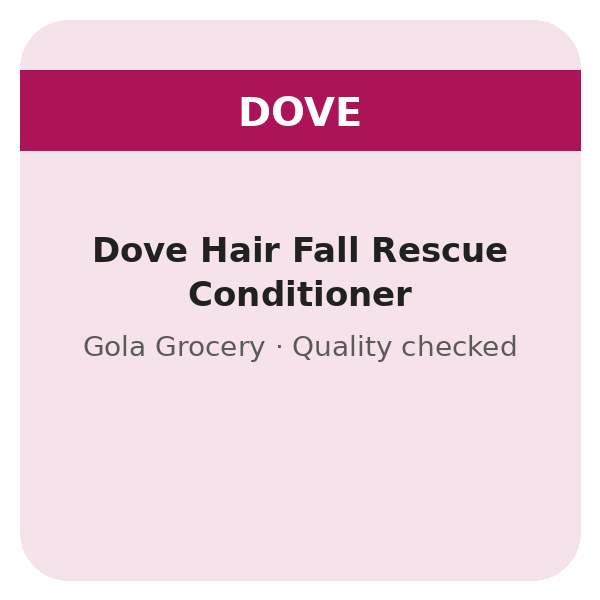 DOVE
Dove Hair Fall Rescue
Conditioner
Gola Grocery · Quality checked